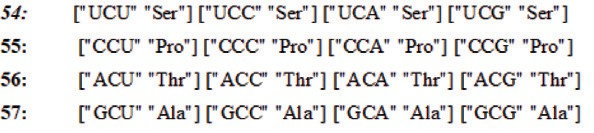 54: ["UCU" "Ser"] ["UCC" "Ser"] ["UCA" "Ser"] ["UCG" "Ser"]
55: ["CCU" "Pro"] ["CCC" "Pro"] ["CCA" "Pro"] ["CCG" "Pro"]
56: ["ACU" "Thr"] ["ACC" "Thr"] ["ACA" "Thr"] ["ACG" "Thr"]
57: ["GCU" "Ala"] ["GCC" "Ala"] ["GCA" "Ala"] ["GCG" "Ala"]